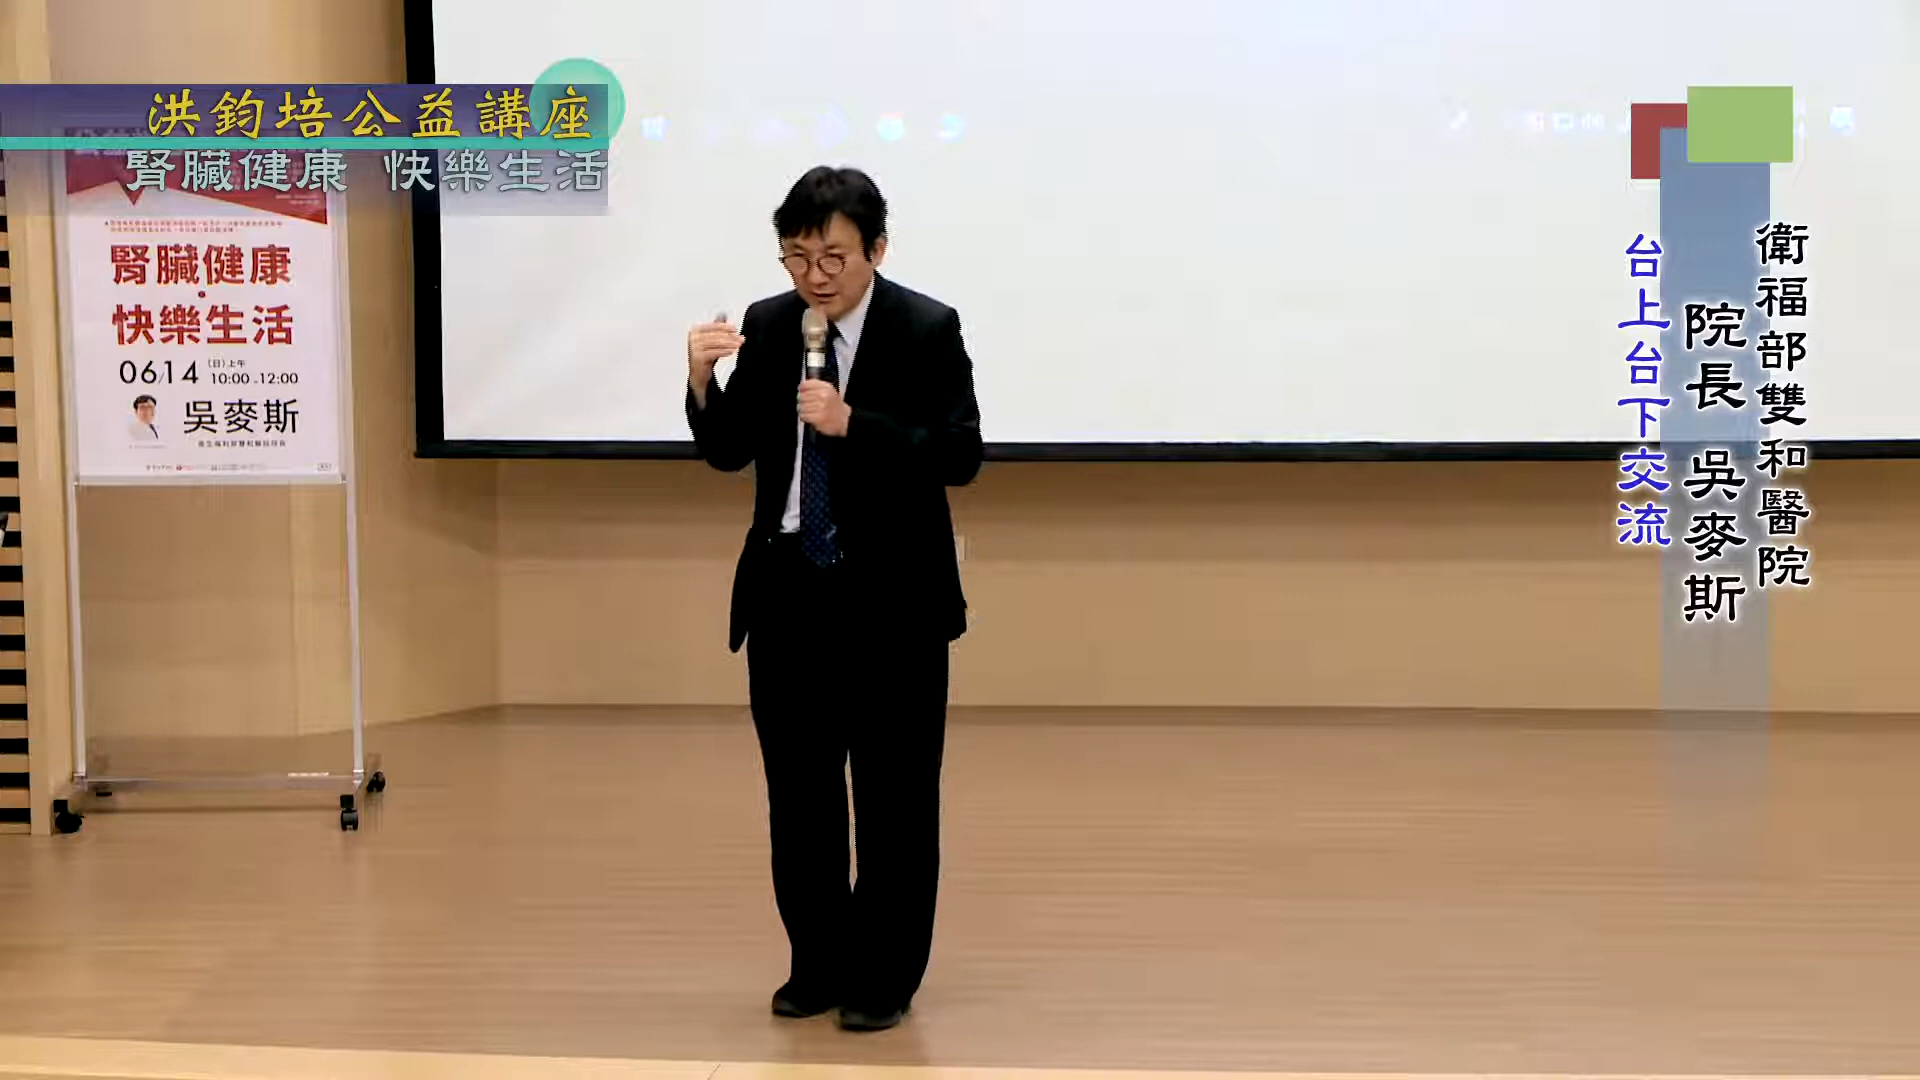 洪鈞培公益講座
腎臟健康 快樂生活
腎臟健康
快樂生活
06/14 (日)上午 10:00-12:00
吳麥斯
衛福部雙和醫院
院長 吳麥斯
台上台下交流